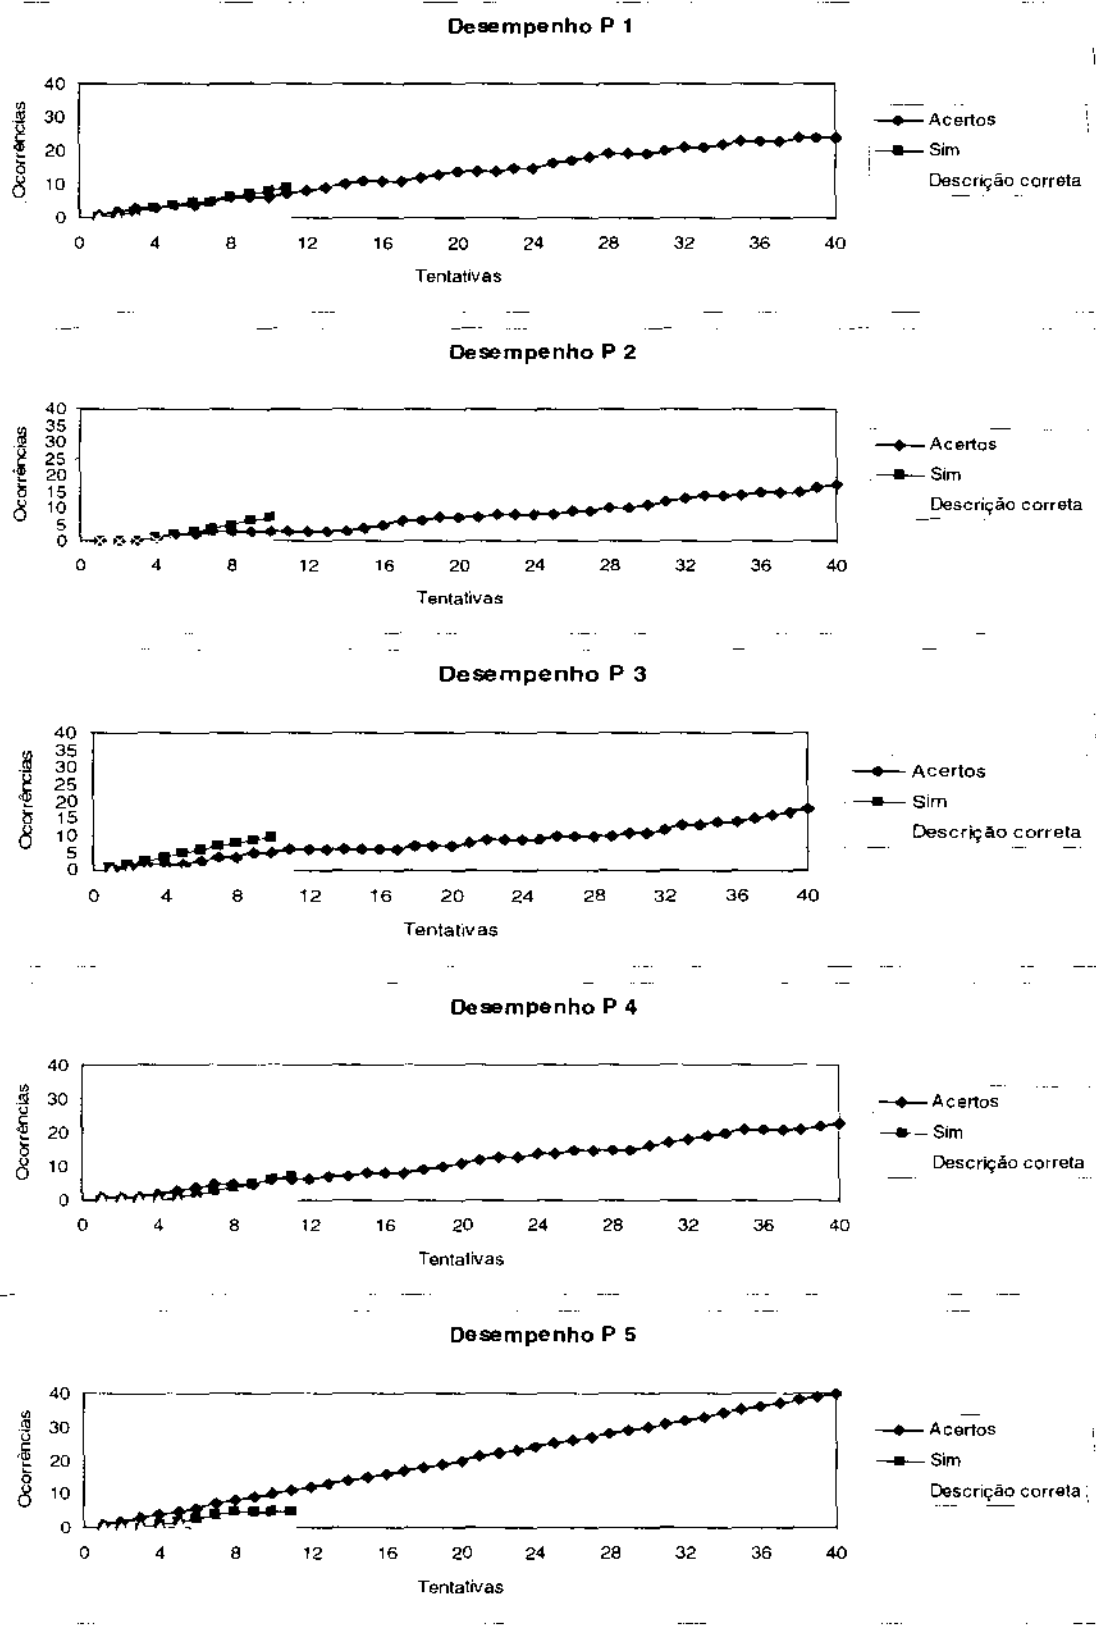 Desempenho P 1
40
30
20
10
0
Ocorrências
0 4 8 12 16 20 24 28 32 36 40
Tentativas
Acertos
Sim
Descrição correta
Desempenho P 2
40
35
30
25
20
15
10
5
0
Ocorrências
0 4 8 12 16 20 24 28 32 36 40
Tentativas
Acertos
Sim
Descrição correta
Desempenho P 3
40
35
30
25
20
15
10
5
0
Ocorrências
0 4 8 12 16 20 24 28 32 36 40
Tentativas
Acertos
Sim
Descrição correta
Desempenho P 4
40
30
20
10
0
Ocorrências
0 4 8 12 16 20 24 28 32 36 40
Tentativas
Acertos
Sim
Descrição correta
Desempenho P 5
40
30
20
10
0
Ocorrências
0 4 8 12 16 20 24 28 32 36 40
Tentativas
Acertos
Sim
Descrição correta